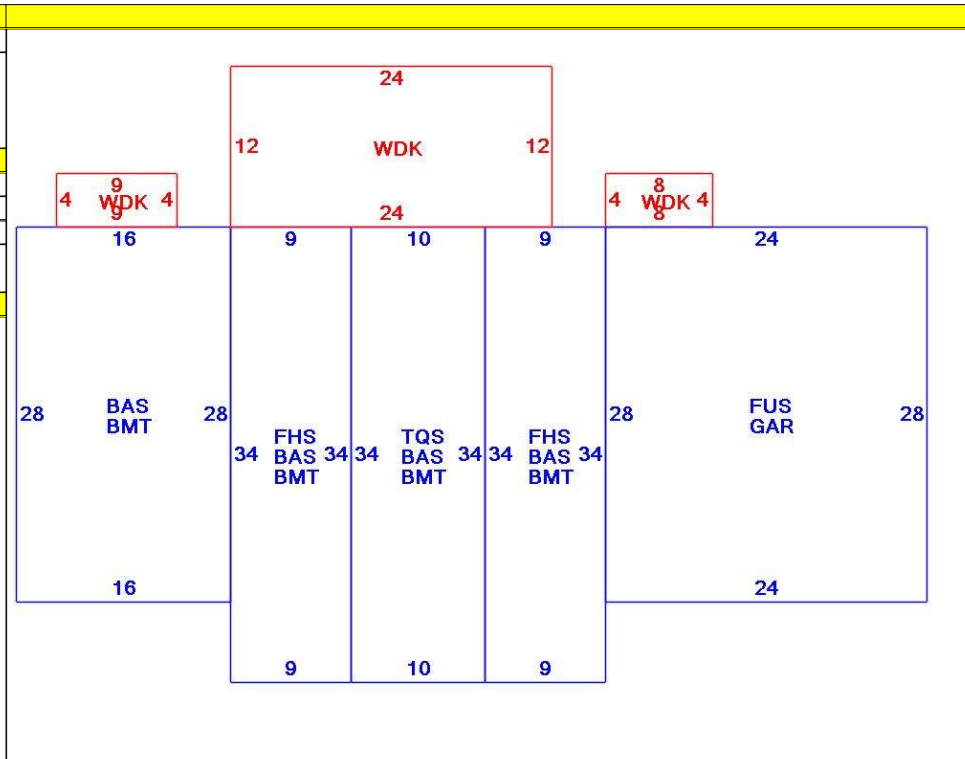 24
12 WDK 12
24
9
4 WDK 4
9
8
4 WDK 4
8
16
28 BAS 28
BMT
16
9
34 FHS 34
BAS
BMT
9
10
34 TQS 34
BAS
BMT
10
9
34 FHS 34
BAS
BMT
9
24
28 FUS 28
GAR
24